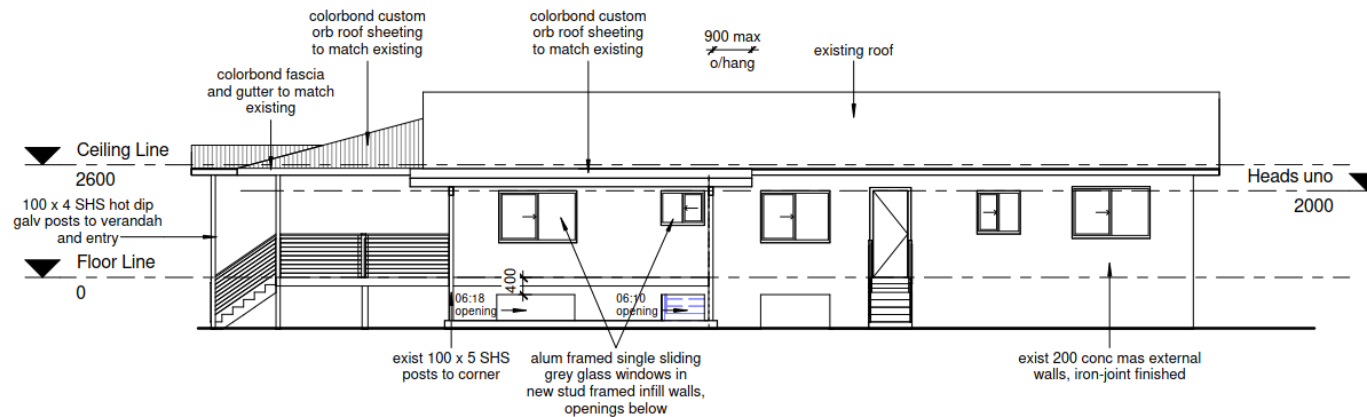 colorbond custom
orb roof sheeting
to match existing
colorbond custom
orb roof sheeting
to match existing
900 max
o/hang
existing roof
colorbond fascia
and gutter to match
existing
Ceiling Line
2600
Heads uno
2000
100 x 4 SHS hot dip
galv posts to verandah
and entry
Floor Line
0
400
06:18
opening
06:10
opening
exist 100 x 5 SHS
posts to corner
alum framed single sliding
grey glass windows in
new stud framed infill walls,
openings below
exist 200 conc mas external
walls, iron-joint finished